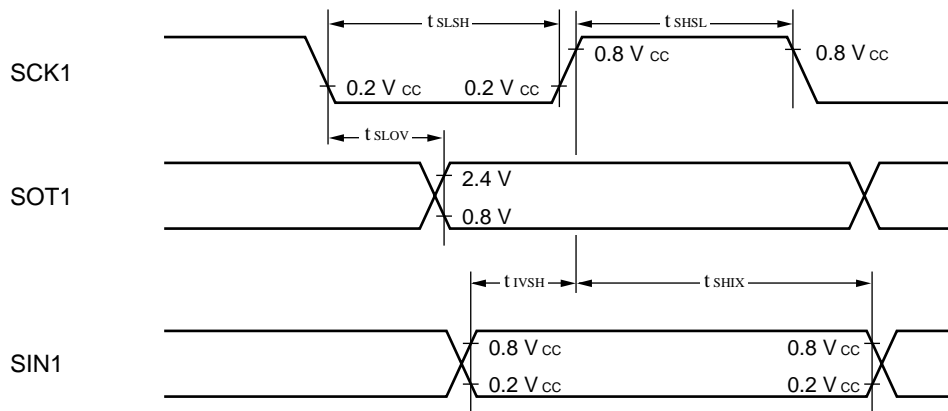 t SLSH
t SHSL
SCK1
0.8 V CC
0.8 V CC
0.2 V CC
0.2 V CC
t SLOV
SOT1
2.4 V
0.8 V
t IVSH
t SHIX
SIN1
0.8 V CC
0.8 V CC
0.2 V CC
0.2 V CC